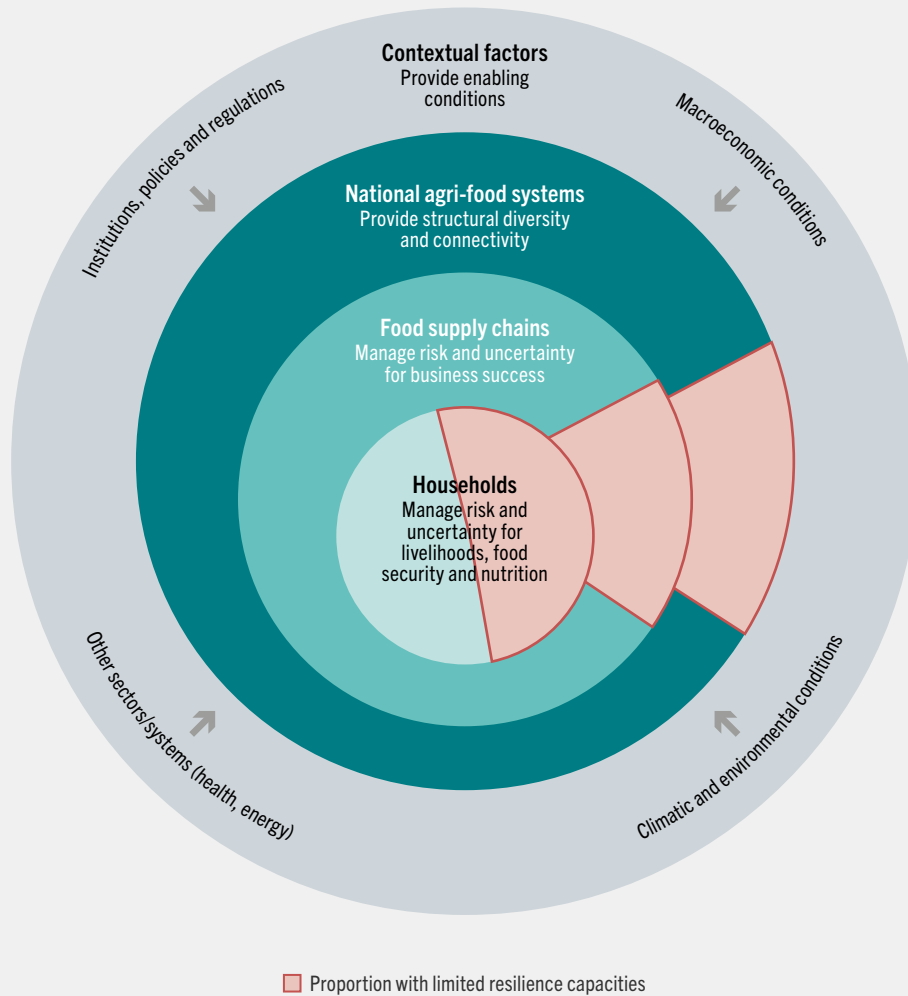 Contextual factors
Provide enabling
conditions
Institutions, policies and regulations
Macroeconomic conditions
National agri-food systems
Provide structural diversity
and connectivity
Food supply chains
Manage risk and uncertainty
for business success
Households
Manage risk and
uncertainty for
livelihoods, food
security and nutrition
Other sectors/systems (health, energy)
Climatic and environmental conditions
Proportion with limited resilience capacities